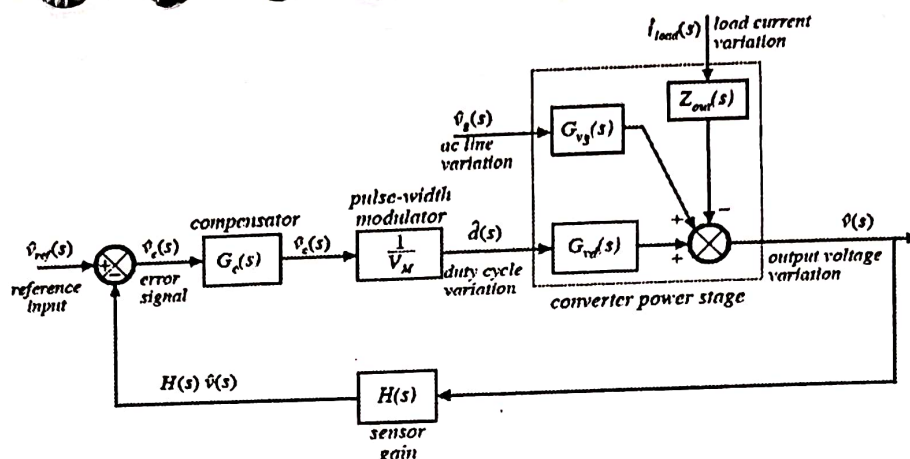 î_load(s) load current
variation
Z_out(s)
v̂_g(s)
ac line
variation
G_vg(s)
pulse-width
modulator
compensator
v̂_ref(s)
reference
input
v̂_e(s)
error
signal
G_c(s)
v̂_c(s)
1
V_M
d̂(s)
duty cycle
variation
G_vd(s)
v̂(s)
output voltage
variation
converter power stage
H(s) v̂(s)
H(s)
sensor
gain